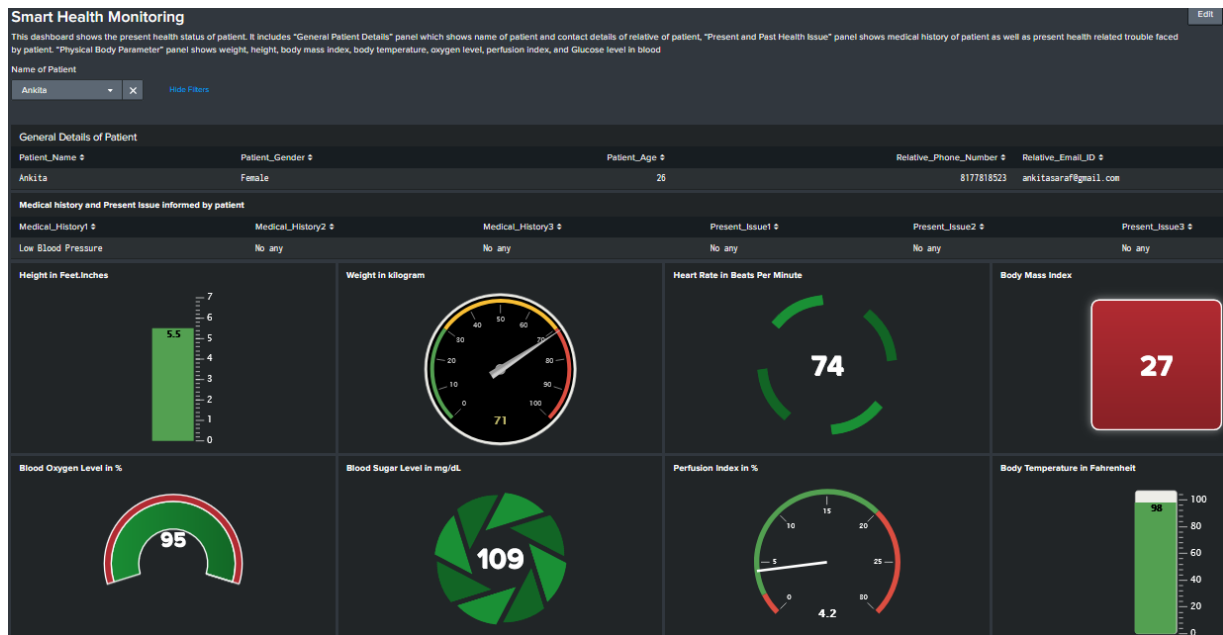 Smart Health Monitoring
Edit
This dashboard shows the present health status of patient. It includes "General Patient Details" panel which shows name of patient and contact details of relative of patient, "Present and Past Health Issue" panel shows medical history of patient as well as present health related trouble faced
by patient. "Physical Body Parameter" panel shows weight, height, body mass index, body temperature, oxygen level, perfusion index, and Glucose level in blood
Name of Patient
Ankita
Hide Filters
General Details of Patient
Patient_Name Patient_Gender Patient_Age Relative_Phone_Number Relative_Email_ID
Ankita Female 26 8177818523 ankitasaraf@gmail.com
Medical history and Present Issue informed by patient
Medical_History1 Medical_History2 Medical_History3 Present_Issue1 Present_Issue2 Present_Issue3
Low Blood Pressure No any No any No any No any No any
Height in Feet.Inches
5.5
7
6
5
4
3
2
1
0
Weight in kilogram
0
10
20
30
40
50
60
70
80
90
100
71
Heart Rate in Beats Per Minute
74
Body Mass Index
27
Blood Oxygen Level in %
95
Blood Sugar Level in mg/dL
109
Perfusion Index in %
0
5
10
15
20
25
30
4.2
Body Temperature in Fahrenheit
98
100
80
60
40
20
0